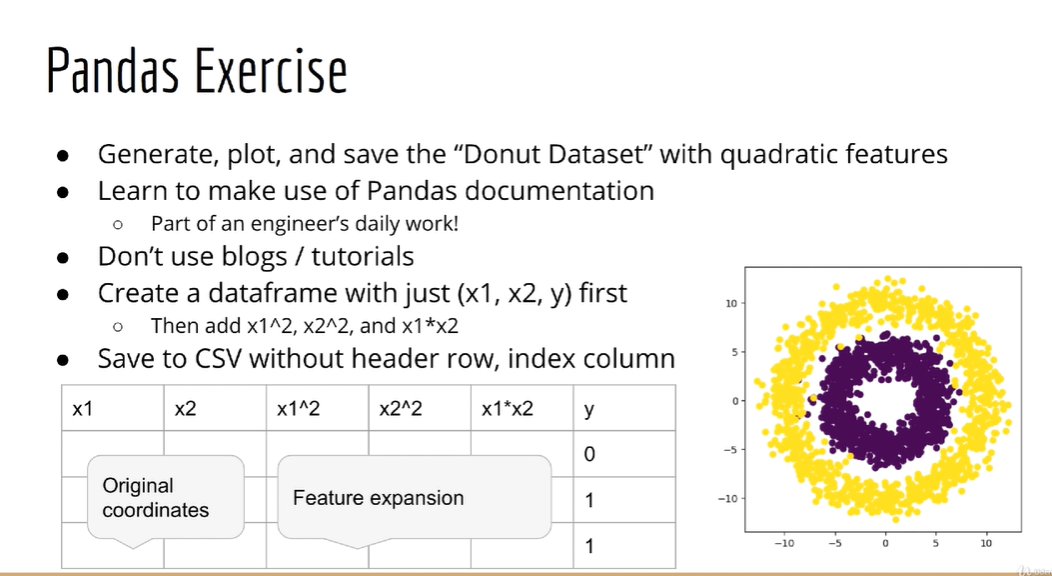 Pandas Exercise
● Generate, plot, and save the “Donut Dataset” with quadratic features
● Learn to make use of Pandas documentation
○ Part of an engineer’s daily work!
● Don’t use blogs / tutorials
● Create a dataframe with just (x1, x2, y) first
○ Then add x1^2, x2^2, and x1*x2
● Save to CSV without header row, index column
x1 x2 x1^2 x2^2 x1*x2 y
0
Original
coordinates
Feature expansion
1
1
10
5
0
−5
−10
−10 −5 0 5 10